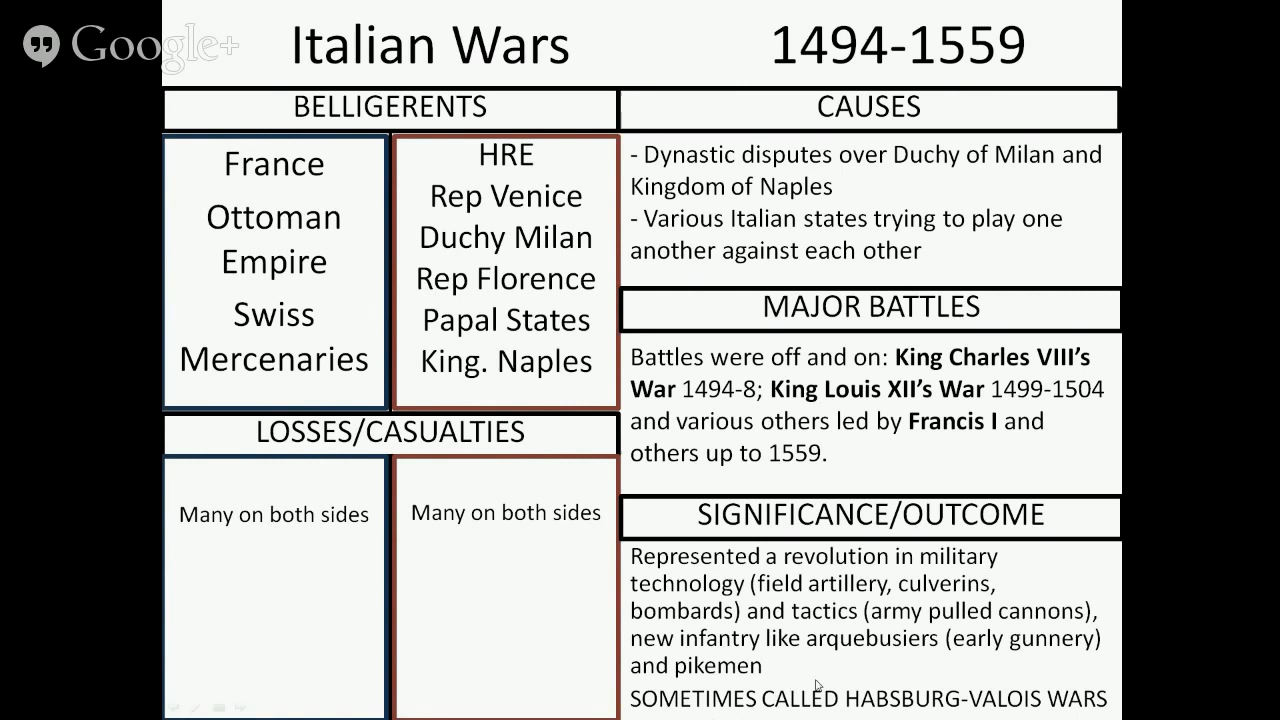 Google+
Italian Wars
1494-1559
BELLIGERENTS
France
Ottoman
Empire
Swiss
Mercenaries
HRE
Rep Venice
Duchy Milan
Rep Florence
Papal States
King. Naples
LOSSES/CASUALTIES
Many on both sides
Many on both sides
CAUSES
- Dynastic disputes over Duchy of Milan and
Kingdom of Naples
- Various Italian states trying to play one
another against each other
MAJOR BATTLES
Battles were off and on: King Charles VIII’s
War 1494-8; King Louis XII’s War 1499-1504
and various others led by Francis I and
others up to 1559.
SIGNIFICANCE/OUTCOME
Represented a revolution in military
technology (field artillery, culverins,
bombards) and tactics (army pulled cannons),
new infantry like arquebusiers (early gunnery)
and pikemen
SOMETIMES CALLED HABSBURG-VALOIS WARS